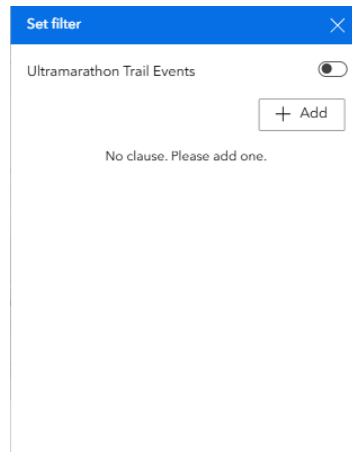 Set filter
Ultramarathon Trail Events
+ Add
No clause. Please add one.